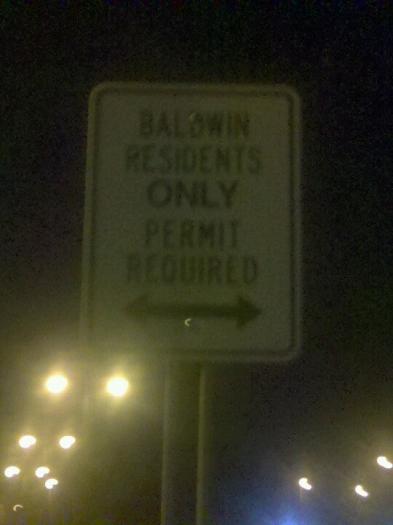 BALDWIN
RESIDENTS
ONLY
PERMIT
REQUIRED